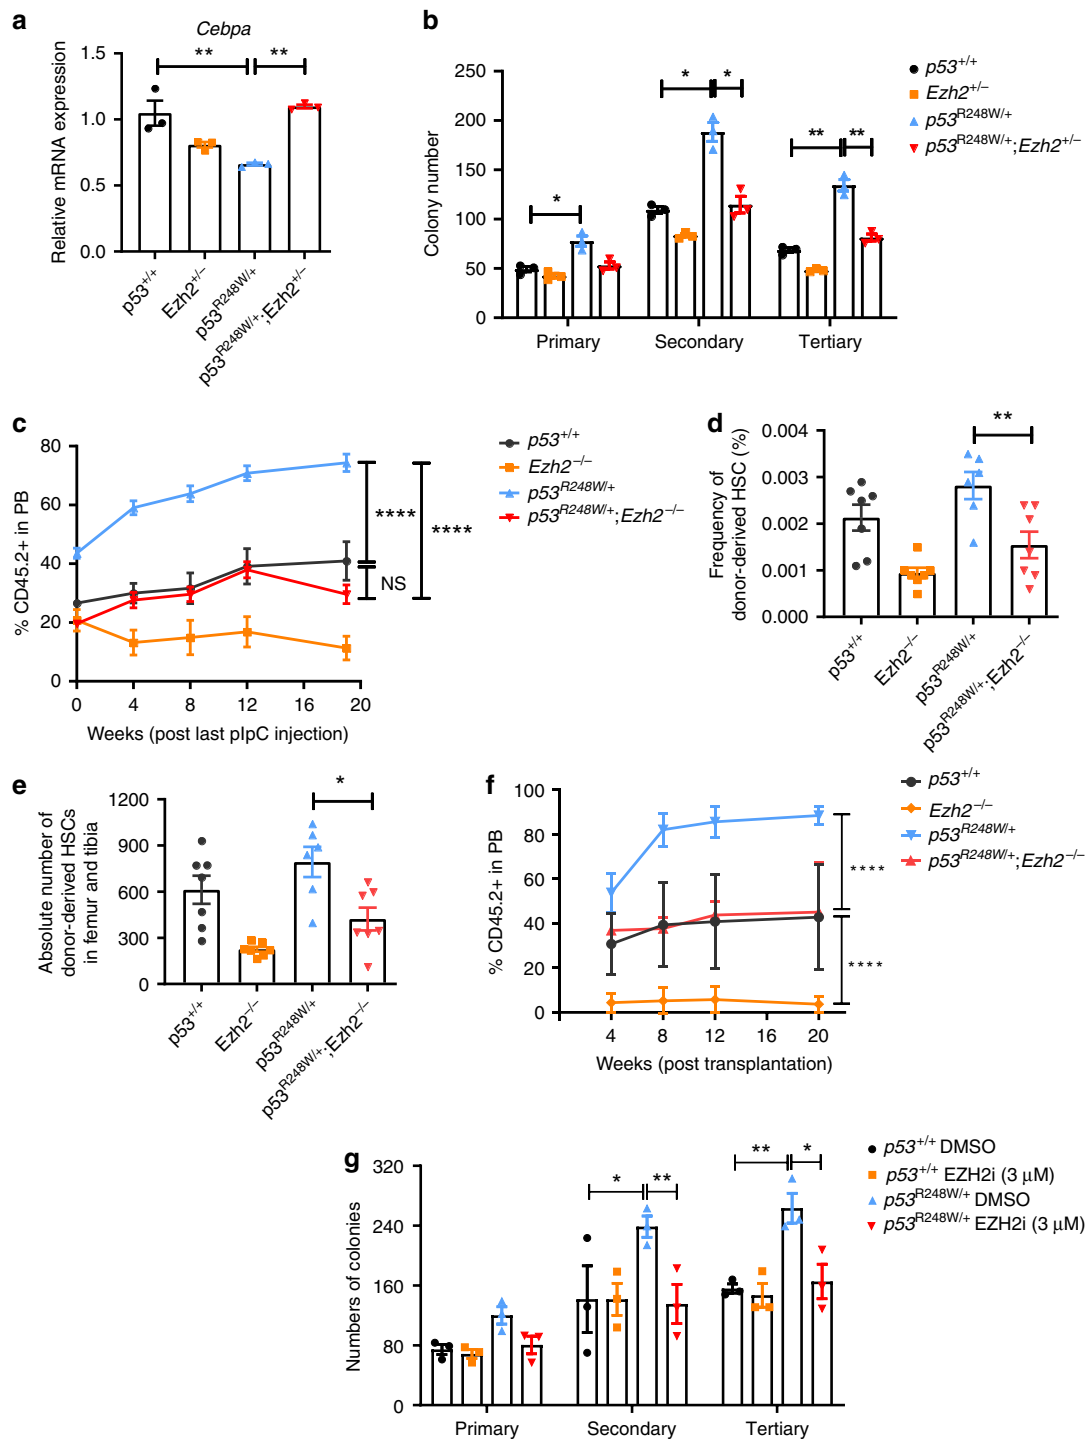 a
Cebpa
** **
Relative mRNA expression
1.5
1.0
0.5
0.0
p53+/+
Ezh2+/–
p53R248W/+
p53R248W/+;Ezh2+/–
b
Colony number
250
200
150
100
50
0
*
* *
** **
Primary Secondary Tertiary
p53+/+
Ezh2+/–
p53R248W/+
p53R248W/+;Ezh2+/–
c
% CD45.2+ in PB
80
60
40
20
0
0 4 8 12 16 20
Weeks (post last pIpC injection)
p53+/+
Ezh2–/–
p53R248W/+
p53R248W/+;Ezh2–/–
****
NS
****
d
Frequency of
donor-derived HSC (%)
0.004
0.003
0.002
0.001
0.000
**
p53+/+
Ezh2–/–
p53R248W/+
p53R248W/+;Ezh2–/–
e
Absolute number of
donor-derived HSCs
in femur and tibia
1200
900
600
300
0
*
p53+/+
Ezh2–/–
p53R248W/+
p53R248W/+;Ezh2–/–
f
% CD45.2+ in PB
100
80
60
40
20
0
4 8 12 16 20
Weeks (post transplantation)
p53+/+
Ezh2–/–
p53R248W/+
p53R248W/+;Ezh2–/–
****
****
g
Numbers of colonies
320
240
160
80
0
* **
** *
Primary Secondary Tertiary
p53+/+ DMSO
p53+/+ EZH2i (3 μM)
p53R248W/+ DMSO
p53R248W/+ EZH2i (3 μM)